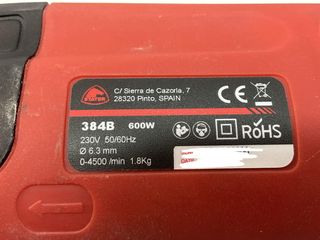 STAYER
C/ Sierra de Cazorla, 7
28320 Pinto, SPAIN
CE
384B 600W
230V 50/60Hz
Ø 6.3 mm
0-4500 /min 1.8Kg
RoHS